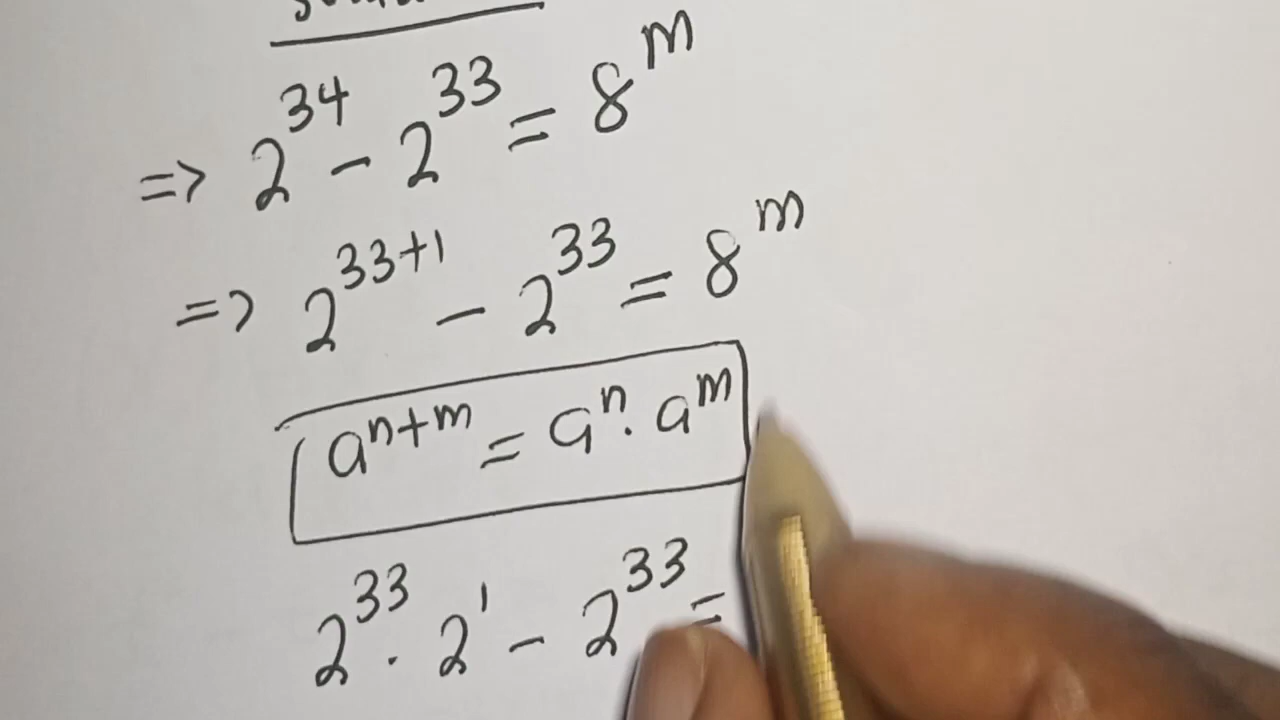 => 2^34 - 2^33 = 8^m
=> 2^33+1 - 2^33 = 8^m
a^n+m = a^n . a^m
2^33 . 2^1 - 2^33 =